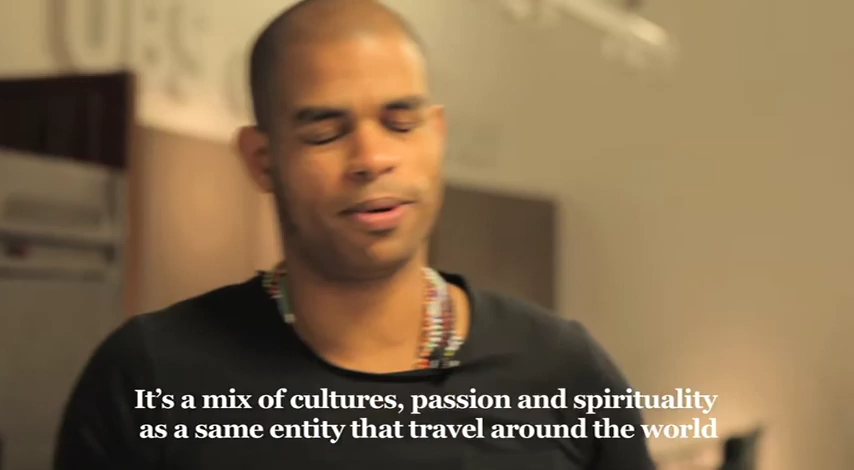 It's a mix of cultures, passion and spirituality
as a same entity that travel around the world